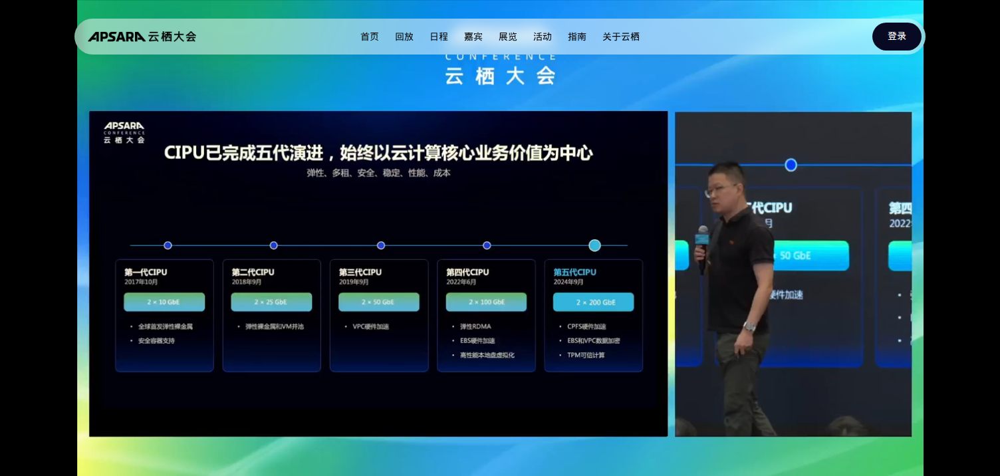 APSARA 云栖大会
首页 回放 日程 嘉宾 展览 活动 指南 关于云栖
登录
CONFERENCE
云栖大会
APSARA
CONFERENCE
云栖大会
CIPU已完成五代演进，始终以云计算核心业务价值为中心
弹性、多租、安全、稳定、性能、成本
第一代CIPU
2017年10月
2 × 10 GbE
• 全球首发弹性裸金属
• 安全容器支持
第二代CIPU
2018年9月
2 × 25 GbE
• 弹性裸金属和VM并池
第三代CIPU
2019年9月
2 × 50 GbE
• VPC硬件加速
第四代CIPU
2022年6月
2 × 100 GbE
• 弹性RDMA
• EBS硬件加速
• 高性能本地盘虚拟化
第五代CIPU
2024年9月
2 × 200 GbE
• CPFS硬件加速
• EBS和VPC数据加密
• TPM可信计算
代CIPU
月
50 GbE
硬件加速
第四
2022